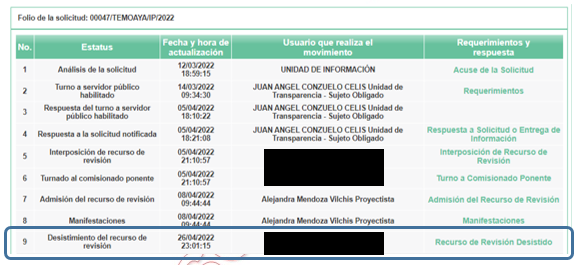 Folio de la solicitud: 00047/TEMOAYA/IP/2022
No. Estatus Fecha y hora de actualización Usuario que realiza el movimiento Requerimientos y respuesta
1 Análisis de la solicitud 12/03/2022 18:59:15 UNIDAD DE INFORMACIÓN Acuse de la Solicitud
2 Turno a servidor público habilitado 14/03/2022 09:34:30 JUAN ANGEL CONZUELO CELIS Unidad de Transparencia - Sujeto Obligado Requerimientos
3 Respuesta del turno a servidor público habilitado 05/04/2022 18:10:22 JUAN ANGEL CONZUELO CELIS Unidad de Transparencia - Sujeto Obligado
4 Respuesta a la solicitud notificada 05/04/2022 18:21:08 JUAN ANGEL CONZUELO CELIS Unidad de Transparencia - Sujeto Obligado Respuesta a Solicitud o Entrega de Información
5 Interposición de recurso de revisión 05/04/2022 21:10:57 Interposición de Recurso de Revisión
6 Turnado al comisionado ponente 05/04/2022 21:10:57 Turno a Comisionado Ponente
7 Admisión del recurso de revisión 08/04/2022 09:44:44 Alejandra Mendoza Vilchis Proyectista Admisión del Recurso de Revisión
8 Manifestaciones 08/04/2022 09:44:44 Alejandra Mendoza Vilchis Proyectista Manifestaciones
9 Desistimiento del recurso de revisión 26/04/2022 23:01:15 Recurso de Revisión Desistido